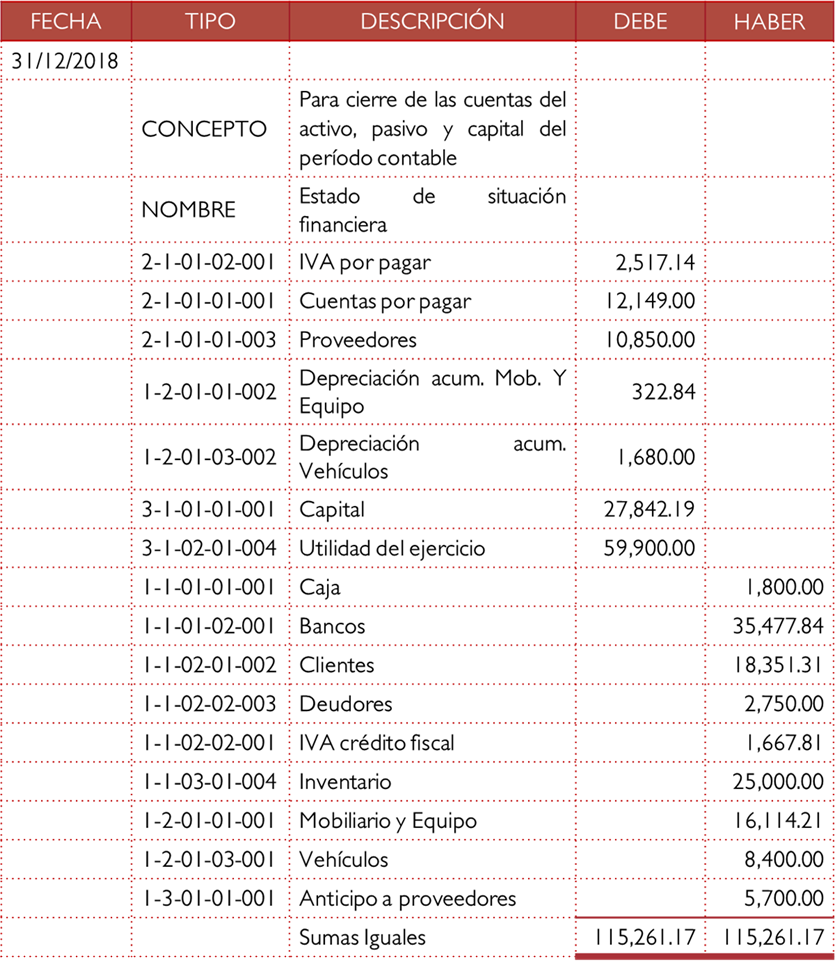 FECHA TIPO DESCRIPCIÓN DEBE HABER
31/12/2018
CONCEPTO Para cierre de las cuentas del
activo, pasivo y capital del
período contable
NOMBRE Estado de situación
financiera
2-1-01-02-001 IVA por pagar 2,517.14
2-1-01-01-001 Cuentas por pagar 12,149.00
2-1-01-01-003 Proveedores 10,850.00
1-2-01-01-002 Depreciación acum. Mob. Y
Equipo 322.84
1-2-01-03-002 Depreciación acum.
Vehículos 1,680.00
3-1-01-01-001 Capital 27,842.19
3-1-02-01-004 Utilidad del ejercicio 59,900.00
1-1-01-01-001 Caja 1,800.00
1-1-01-02-001 Bancos 35,477.84
1-1-02-01-002 Clientes 18,351.31
1-1-02-02-003 Deudores 2,750.00
1-1-02-02-001 IVA crédito fiscal 1,667.81
1-1-03-01-004 Inventario 25,000.00
1-2-01-01-001 Mobiliario y Equipo 16,114.21
1-2-01-03-001 Vehículos 8,400.00
1-3-01-01-001 Anticipo a proveedores 5,700.00
Sumas Iguales 115,261.17 115,261.17